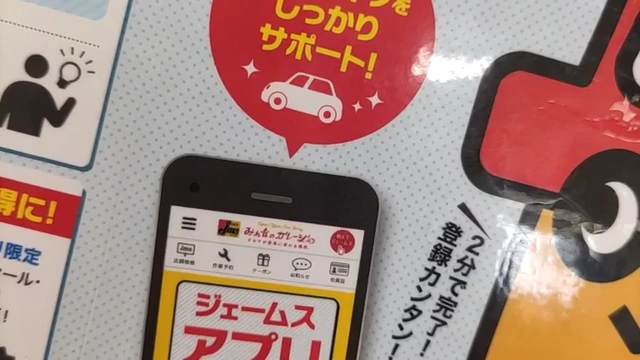 しっかり
サポート!
みんなのガレージ
店舗情報
作業予約
クーポン
お知らせ
会員証
ジェームス
アプリ
2分で完了!
登録カンタン!
得に!
限定
ール・